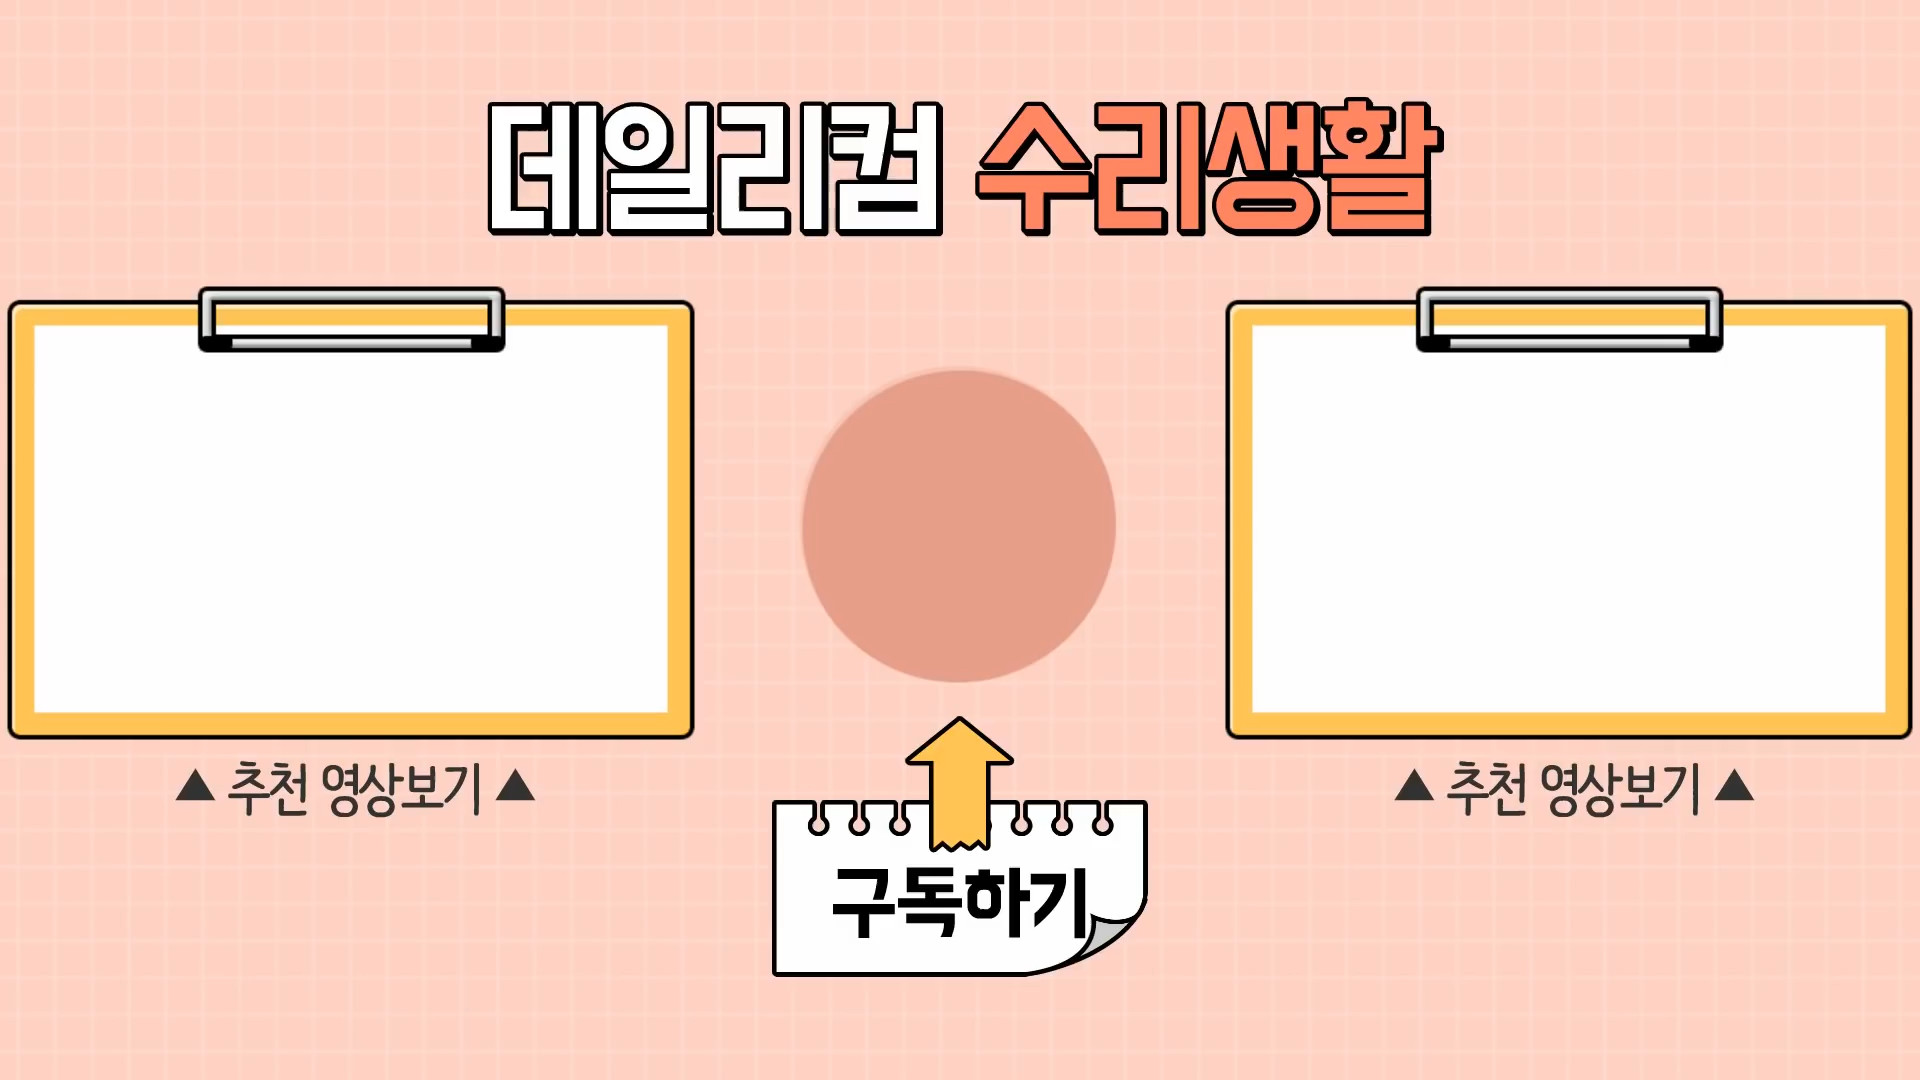 데일리컴 수리생활
▲ 추천 영상보기 ▲
▲ 추천 영상보기 ▲
구독하기